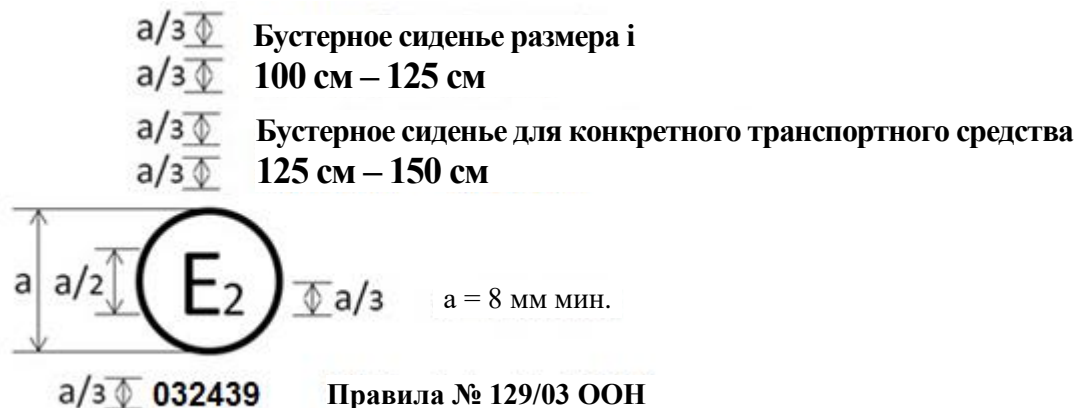 a/3 Бустерное сиденье размера i
a/3 100 см – 125 см
a/3 Бустерное сиденье для конкретного транспортного средства
a/3 125 см – 150 см
a a/2 E2 a/3 a = 8 мм мин.
a/3 032439 Правила № 129/03 ООН